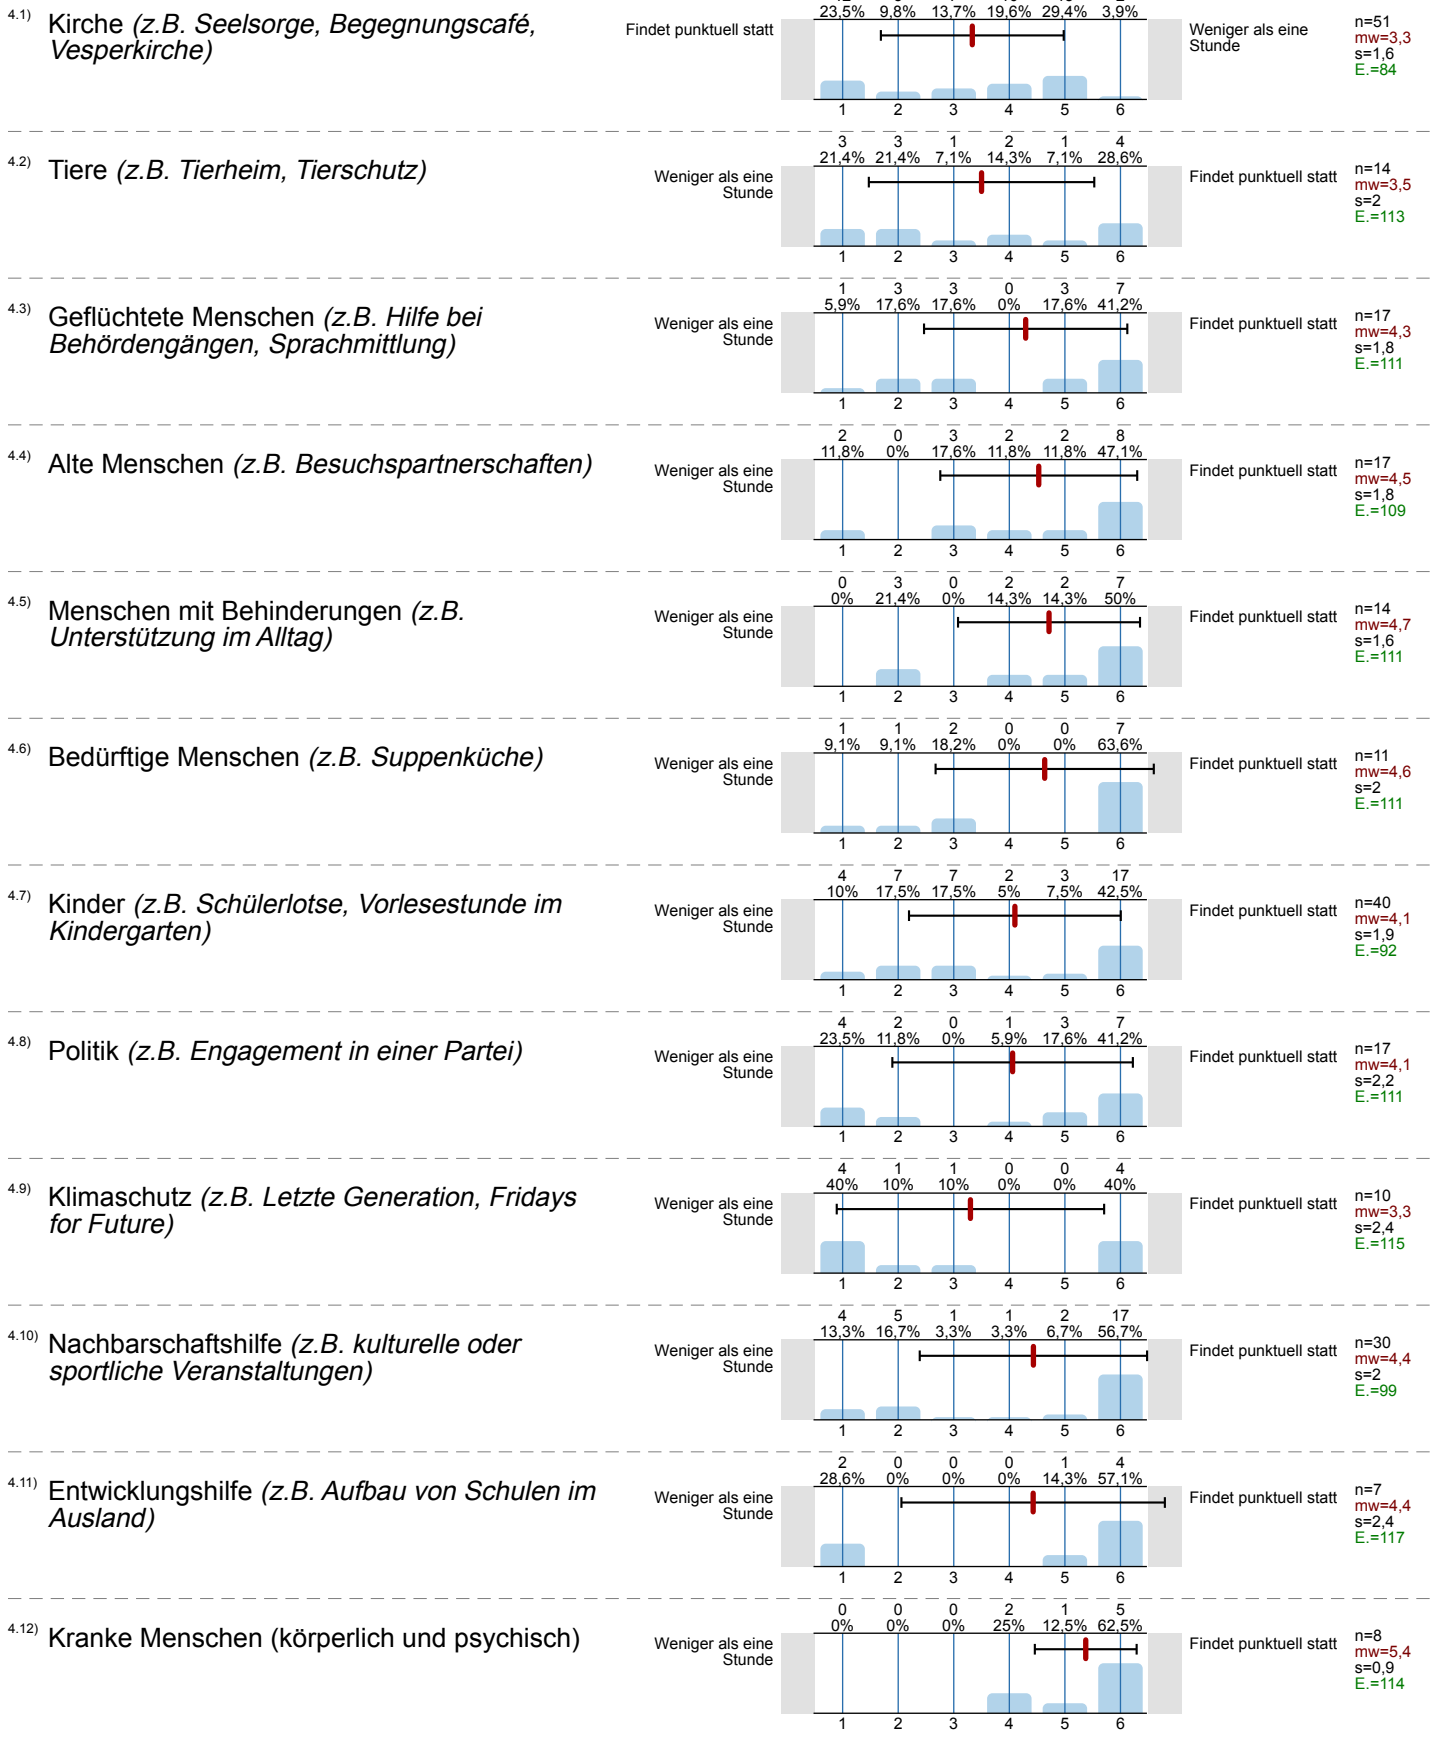 23,5% 9,8% 13,7% 19,6% 29,4% 3,9%
4.1) Kirche (z.B. Seelsorge, Begegnungscafé,
Vesperkirche)
Findet punktuell statt
Weniger als eine
Stunde
n=51
mw=3,3
s=1,6
E.=84
1 2 3 4 5 6
3 3 1 2 1 4
21,4% 21,4% 7,1% 14,3% 7,1% 28,6%
4.2) Tiere (z.B. Tierheim, Tierschutz)
Weniger als eine
Stunde
Findet punktuell statt
n=14
mw=3,5
s=2
E.=113
1 2 3 4 5 6
1 3 3 0 3 7
5,9% 17,6% 17,6% 0% 17,6% 41,2%
4.3) Geflüchtete Menschen (z.B. Hilfe bei
Behördengängen, Sprachmittlung)
Weniger als eine
Stunde
Findet punktuell statt
n=17
mw=4,3
s=1,8
E.=111
1 2 3 4 5 6
2 0 3 2 2 8
11,8% 0% 17,6% 11,8% 11,8% 47,1%
4.4) Alte Menschen (z.B. Besuchspartnerschaften)
Weniger als eine
Stunde
Findet punktuell statt
n=17
mw=4,5
s=1,8
E.=109
1 2 3 4 5 6
0 3 0 2 2 7
0% 21,4% 0% 14,3% 14,3% 50%
4.5) Menschen mit Behinderungen (z.B.
Unterstützung im Alltag)
Weniger als eine
Stunde
Findet punktuell statt
n=14
mw=4,7
s=1,6
E.=111
1 2 3 4 5 6
1 1 2 0 0 7
9,1% 9,1% 18,2% 0% 0% 63,6%
4.6) Bedürftige Menschen (z.B. Suppenküche)
Weniger als eine
Stunde
Findet punktuell statt
n=11
mw=4,6
s=2
E.=111
1 2 3 4 5 6
4 7 7 2 3 17
10% 17,5% 17,5% 5% 7,5% 42,5%
4.7) Kinder (z.B. Schülerlotse, Vorlesestunde im
Kindergarten)
Weniger als eine
Stunde
Findet punktuell statt
n=40
mw=4,1
s=1,9
E.=92
1 2 3 4 5 6
4 2 0 1 3 7
23,5% 11,8% 0% 5,9% 17,6% 41,2%
4.8) Politik (z.B. Engagement in einer Partei)
Weniger als eine
Stunde
Findet punktuell statt
n=17
mw=4,1
s=2,2
E.=111
1 2 3 4 5 6
4 1 1 0 0 4
40% 10% 10% 0% 0% 40%
4.9) Klimaschutz (z.B. Letzte Generation, Fridays
for Future)
Weniger als eine
Stunde
Findet punktuell statt
n=10
mw=3,3
s=2,4
E.=115
1 2 3 4 5 6
4 5 1 1 2 17
13,3% 16,7% 3,3% 3,3% 6,7% 56,7%
4.10) Nachbarschaftshilfe (z.B. kulturelle oder
sportliche Veranstaltungen)
Weniger als eine
Stunde
Findet punktuell statt
n=30
mw=4,4
s=2
E.=99
1 2 3 4 5 6
2 0 0 0 1 4
28,6% 0% 0% 0% 14,3% 57,1%
4.11) Entwicklungshilfe (z.B. Aufbau von Schulen im
Ausland)
Weniger als eine
Stunde
Findet punktuell statt
n=7
mw=4,4
s=2,4
E.=117
1 2 3 4 5 6
0 0 0 2 1 5
0% 0% 0% 25% 12,5% 62,5%
4.12) Kranke Menschen (körperlich und psychisch)
Weniger als eine
Stunde
Findet punktuell statt
n=8
mw=5,4
s=0,9
E.=114
1 2 3 4 5 6